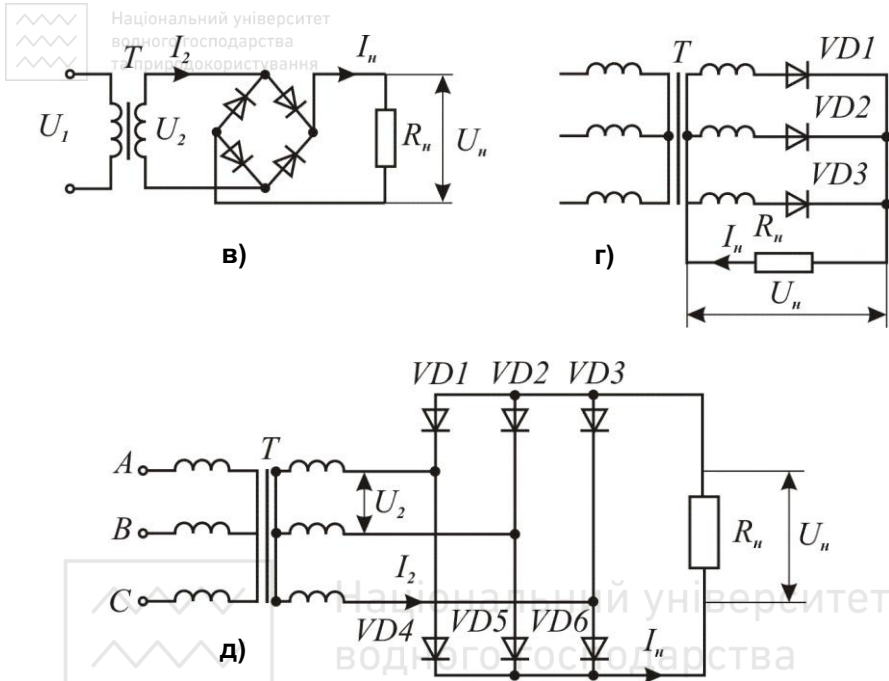 Національний університет
водного господарства
та природокористування
T I₂ Iн
U₁ U₂ Rн Uн
в)
T VD1
VD2
VD3
Iн Rн
Uн
г)
VD1 VD2 VD3
A T
U₂
B
Rн Uн
C I₂
VD4 VD5 VD6
Iн
д)
Національний університет
водного господарства